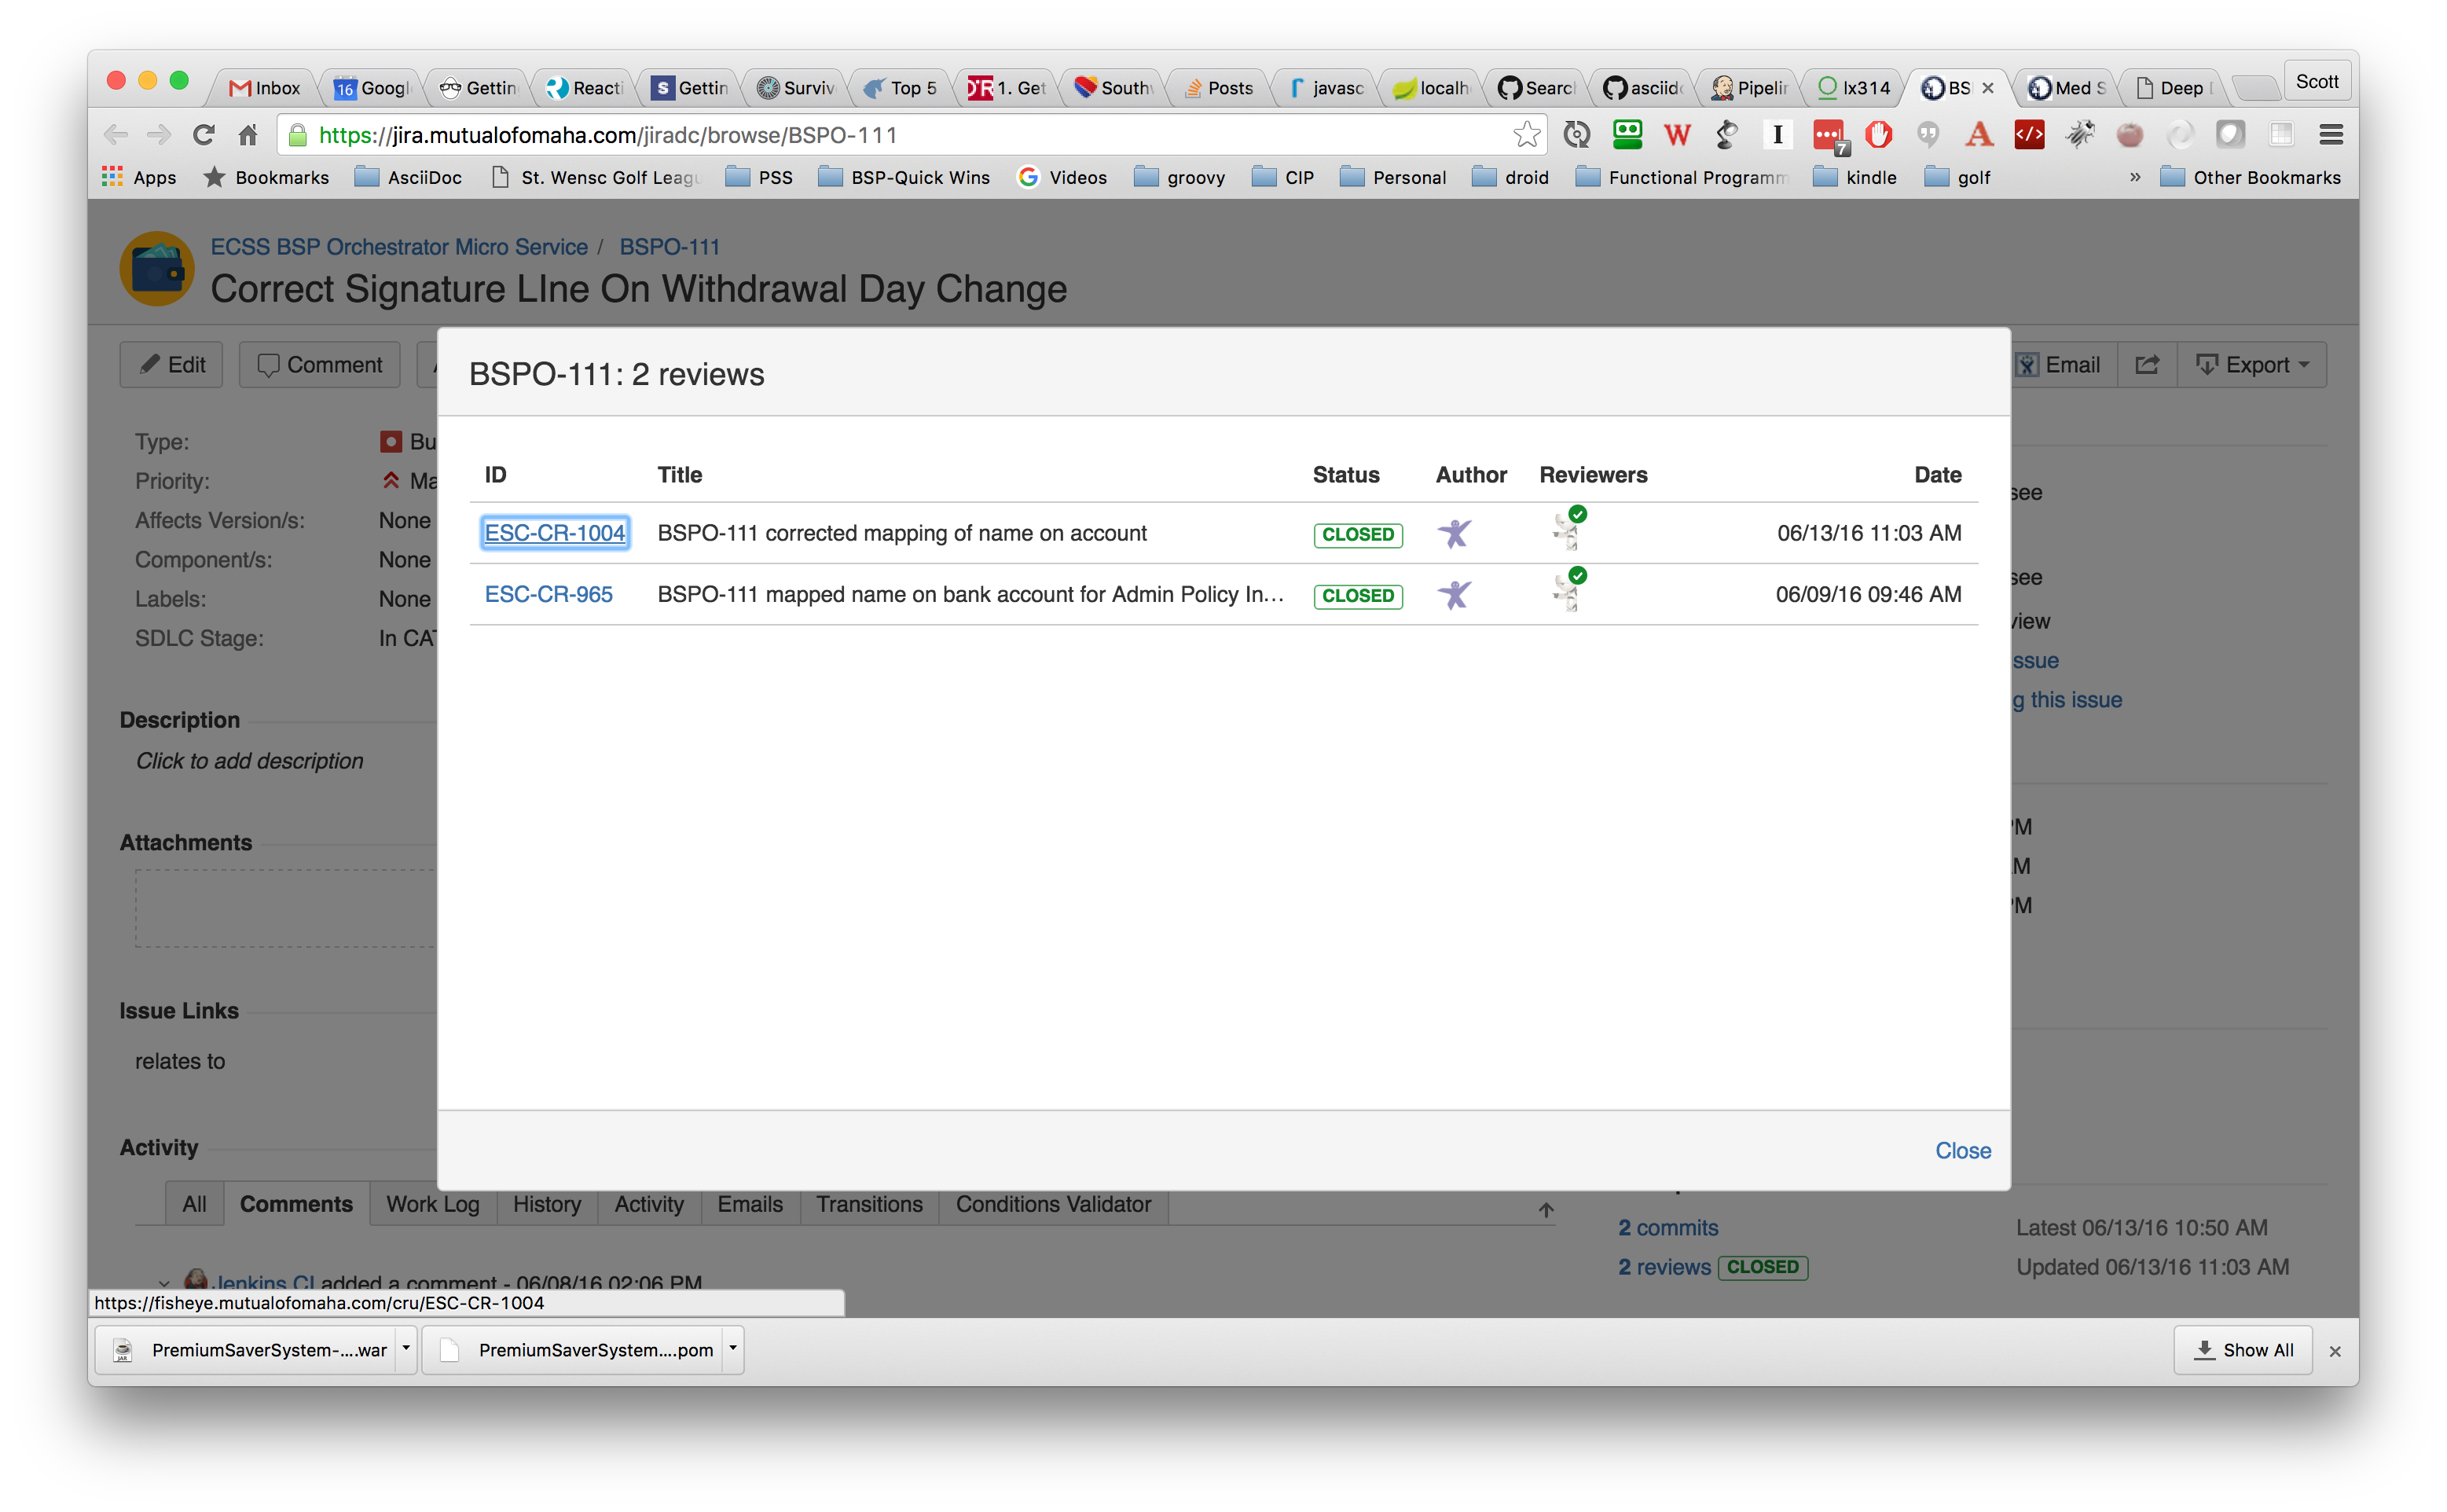 Inbox
16 Googl
Gettin
Reacti
S Gettin
Surviv
Top 5
D'R 1. Get
South
Posts
javasc
localh
Searc
asciid
Pipelin
lx314
BS
Med S
Deep D
Scott
https://jira.mutualofomaha.com/jiradc/browse/BSPO-111
W
I
7
A
</>
Apps
Bookmarks
AsciiDoc
St. Wensc Golf Leagu
PSS
BSP-Quick Wins
G Videos
groovy
CIP
Personal
droid
Functional Programm
kindle
golf
»
Other Bookmarks
ECSS BSP Orchestrator Micro Service / BSPO-111
Correct Signature LIne On Withdrawal Day Change
Edit
Comment
Email
Export
BSPO-111: 2 reviews
ID Title Status Author Reviewers Date
ESC-CR-1004 BSPO-111 corrected mapping of name on account CLOSED 06/13/16 11:03 AM
ESC-CR-965 BSPO-111 mapped name on bank account for Admin Policy In... CLOSED 06/09/16 09:46 AM
Close
Type: Bu
Priority: Ma
Affects Version/s: None
Component/s: None
Labels: None
SDLC Stage: In CAT
see
see
view
ssue
g this issue
Description
Click to add description
Attachments
PM
AM
PM
Issue Links
relates to
Activity
All
Comments
Work Log
History
Activity
Emails
Transitions
Conditions Validator
2 commits Latest 06/13/16 10:50 AM
2 reviews CLOSED Updated 06/13/16 11:03 AM
Jenkins CI added a comment - 06/08/16 02:06 PM
https://fisheye.mutualofomaha.com/cru/ESC-CR-1004
JAR
PremiumSaverSystem-....war
PremiumSaverSystem....pom
Show All